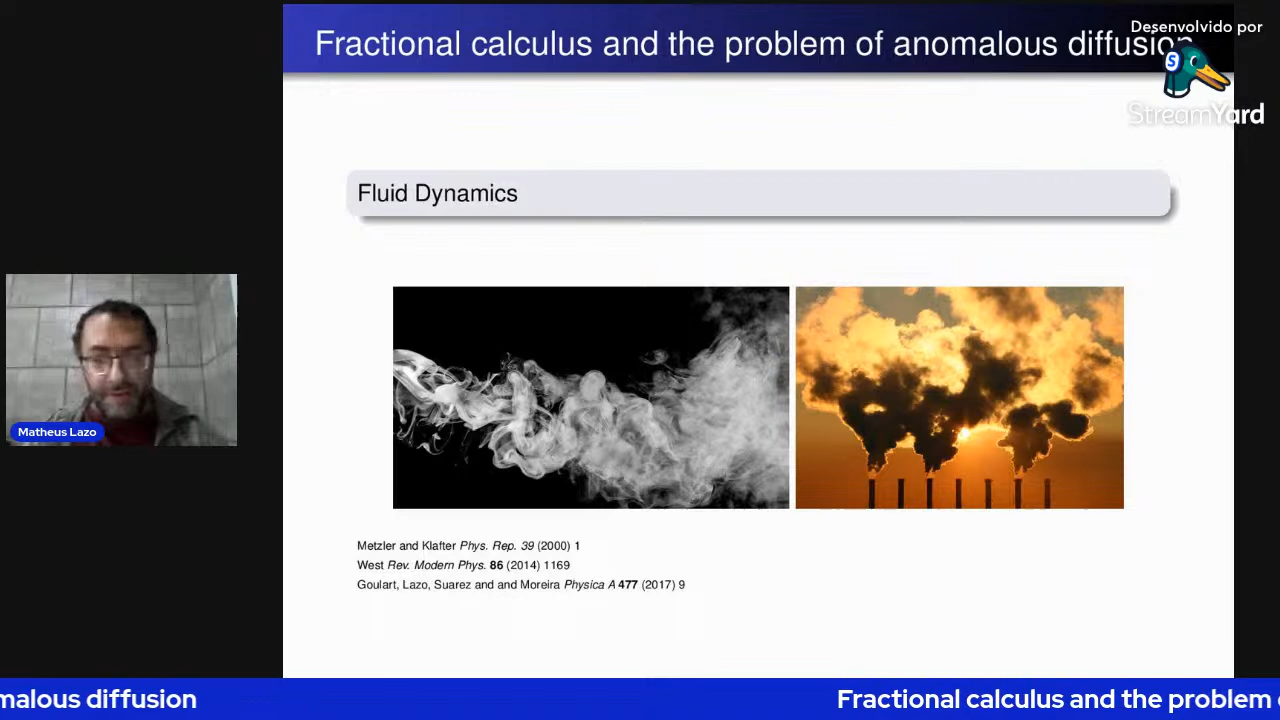 Fractional calculus and the problem of anomalous diffusion
Desenvolvido por
StreamYard
Fluid Dynamics
Matheus Lazo
Metzler and Klafter Phys. Rep. 39 (2000) 1
West Rev. Modern Phys. 86 (2014) 1169
Goulart, Lazo, Suarez and and Moreira Physica A 477 (2017) 9
malous diffusion
Fractional calculus and the problem